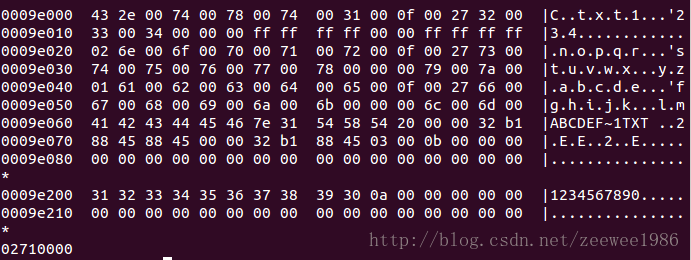 0009e000  43 2e 00 74 00 78 00 74  00 31 00 0f 00 27 32 00  |C..t.x.t.1...'2
0009e010  33 00 34 00 00 00 ff ff  ff ff 00 00 ff ff ff ff  |3.4.............
0009e020  02 6e 00 6f 00 70 00 71  00 72 00 0f 00 27 73 00  |.n.o.p.q.r...'s
0009e030  74 00 75 00 76 00 77 00  78 00 00 00 79 00 7a 00  |t.u.v.w.x...y.z
0009e040  01 61 00 62 00 63 00 64  00 65 00 0f 00 27 66 00  |.a.b.c.d.e...'f
0009e050  67 00 68 00 69 00 6a 00  6b 00 00 00 6c 00 6d 00  |g.h.i.j.k...l.m
0009e060  41 42 43 44 45 46 7e 31  54 58 54 20 00 00 32 b1  |ABCDEF~1TXT ..2
0009e070  88 45 88 45 00 00 32 b1  88 45 03 00 0b 00 00 00  |.E.E..2..E.....
0009e080  00 00 00 00 00 00 00 00  00 00 00 00 00 00 00 00  |...............
*
0009e200  31 32 33 34 35 36 37 38  39 30 0a 00 00 00 00 00  |1234567890.....
0009e210  00 00 00 00 00 00 00 00  00 00 00 00 00 00 00 00  |...............
*
02710000
http://blog.csdn.net/zeewee1986